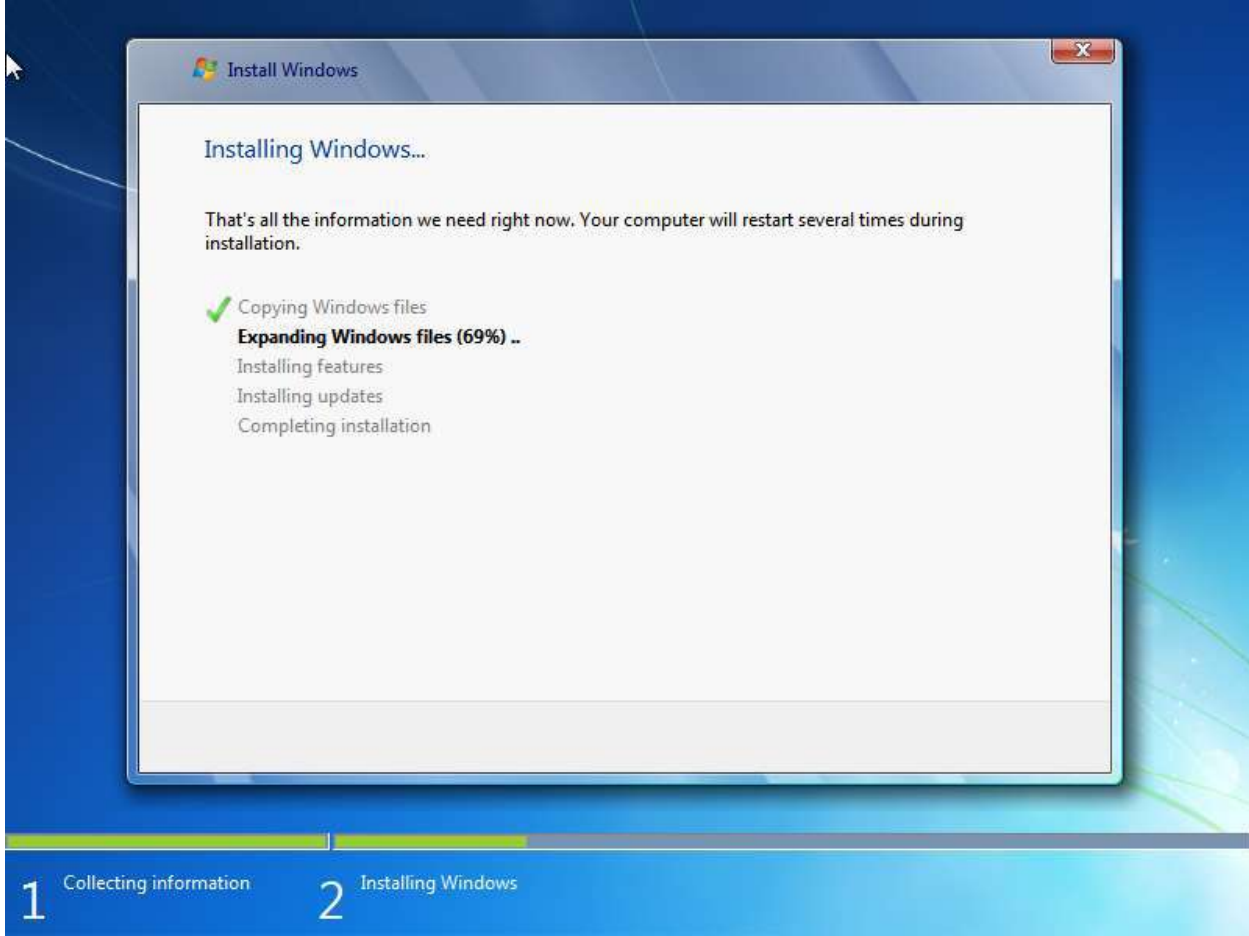 Install Windows
Installing Windows...
That's all the information we need right now. Your computer will restart several times during
installation.
Copying Windows files
Expanding Windows files (69%) ..
Installing features
Installing updates
Completing installation
1 Collecting information
2 Installing Windows